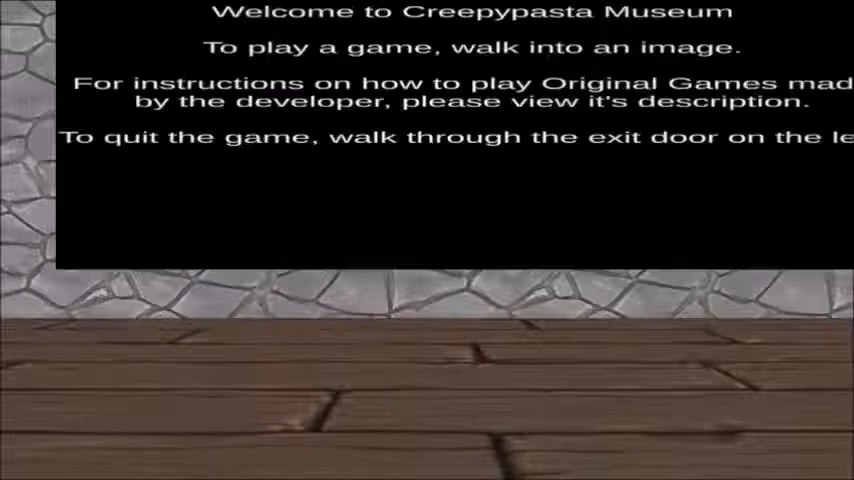 Welcome to Creepypasta Museum
To play a game, walk into an image.
For instructions on how to play Original Games mad
by the developer, please view it's description.
To quit the game, walk through the exit door on the le